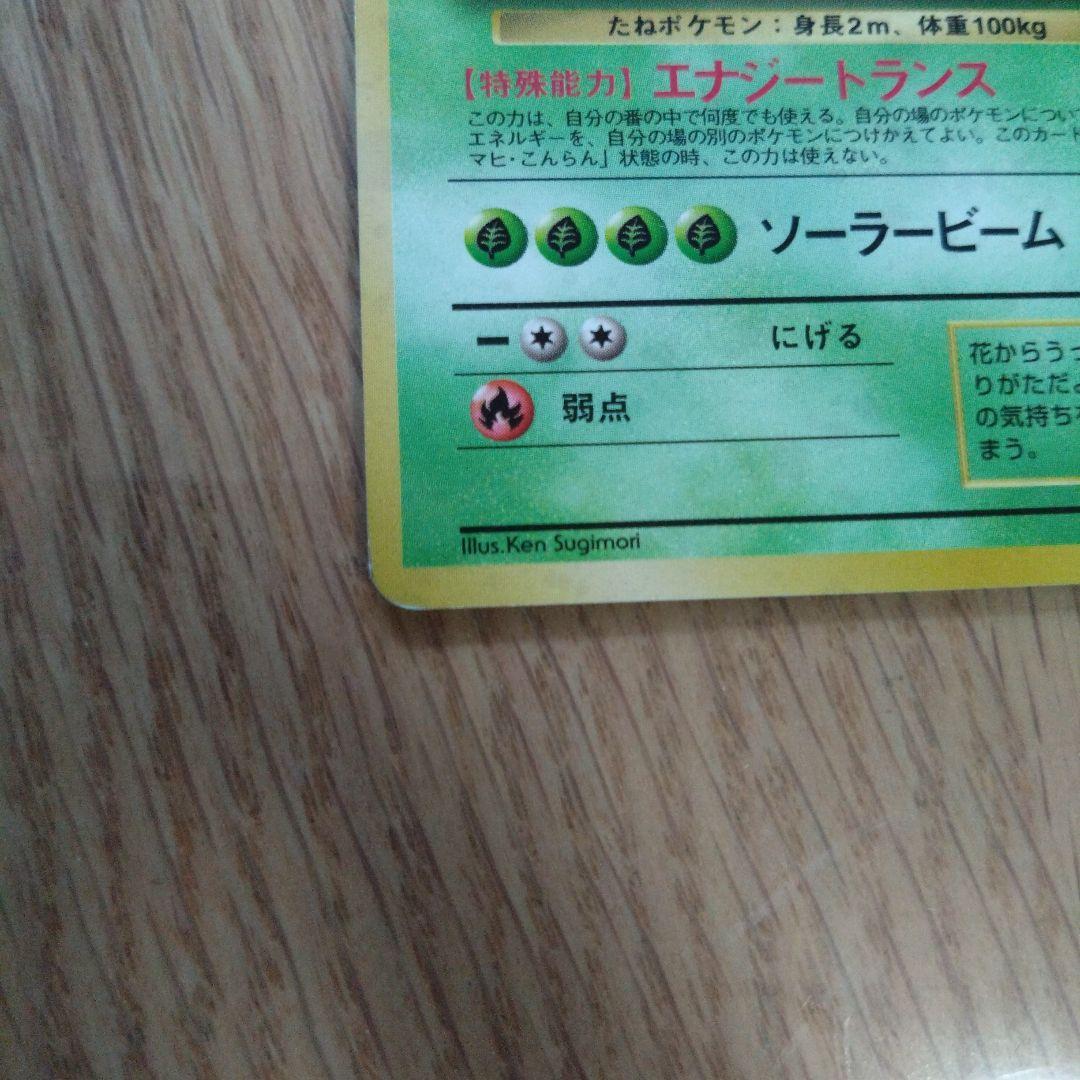 たねポケモン：身長2m、体重100kg
【特殊能力】エナジートランス
この力は、自分の番の中で何度でも使える。自分の場のポケモンについ
エネルギーを、自分の場の別のポケモンにつけかえてよい。このカード
マヒ・こんらん」状態の時、この力は使えない。
ソーラービーム
ー にげる
弱点
花からうっ
りがただよ
の気持ちを
まう。
Illus.Ken Sugimori